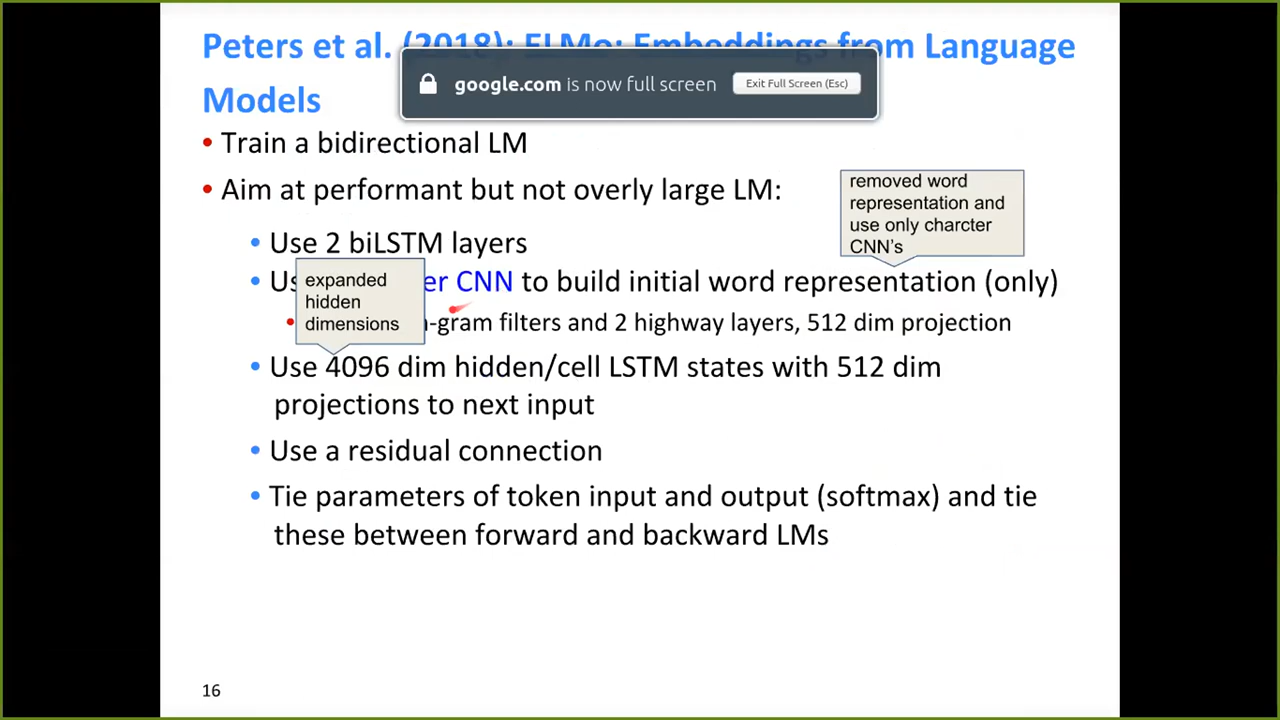 Peters et al. (2018): ELMo: Embeddings from Language
Models
google.com is now full screen
Exit Full Screen (Esc)
• Train a bidirectional LM
• Aim at performant but not overly large LM:
removed word
representation and
use only charcter
CNN's
• Use 2 biLSTM layers
• er CNN to build initial word representation (only)
expanded
hidden
dimensions
• -gram filters and 2 highway layers, 512 dim projection
• Use 4096 dim hidden/cell LSTM states with 512 dim
projections to next input
• Use a residual connection
• Tie parameters of token input and output (softmax) and tie
these between forward and backward LMs
16